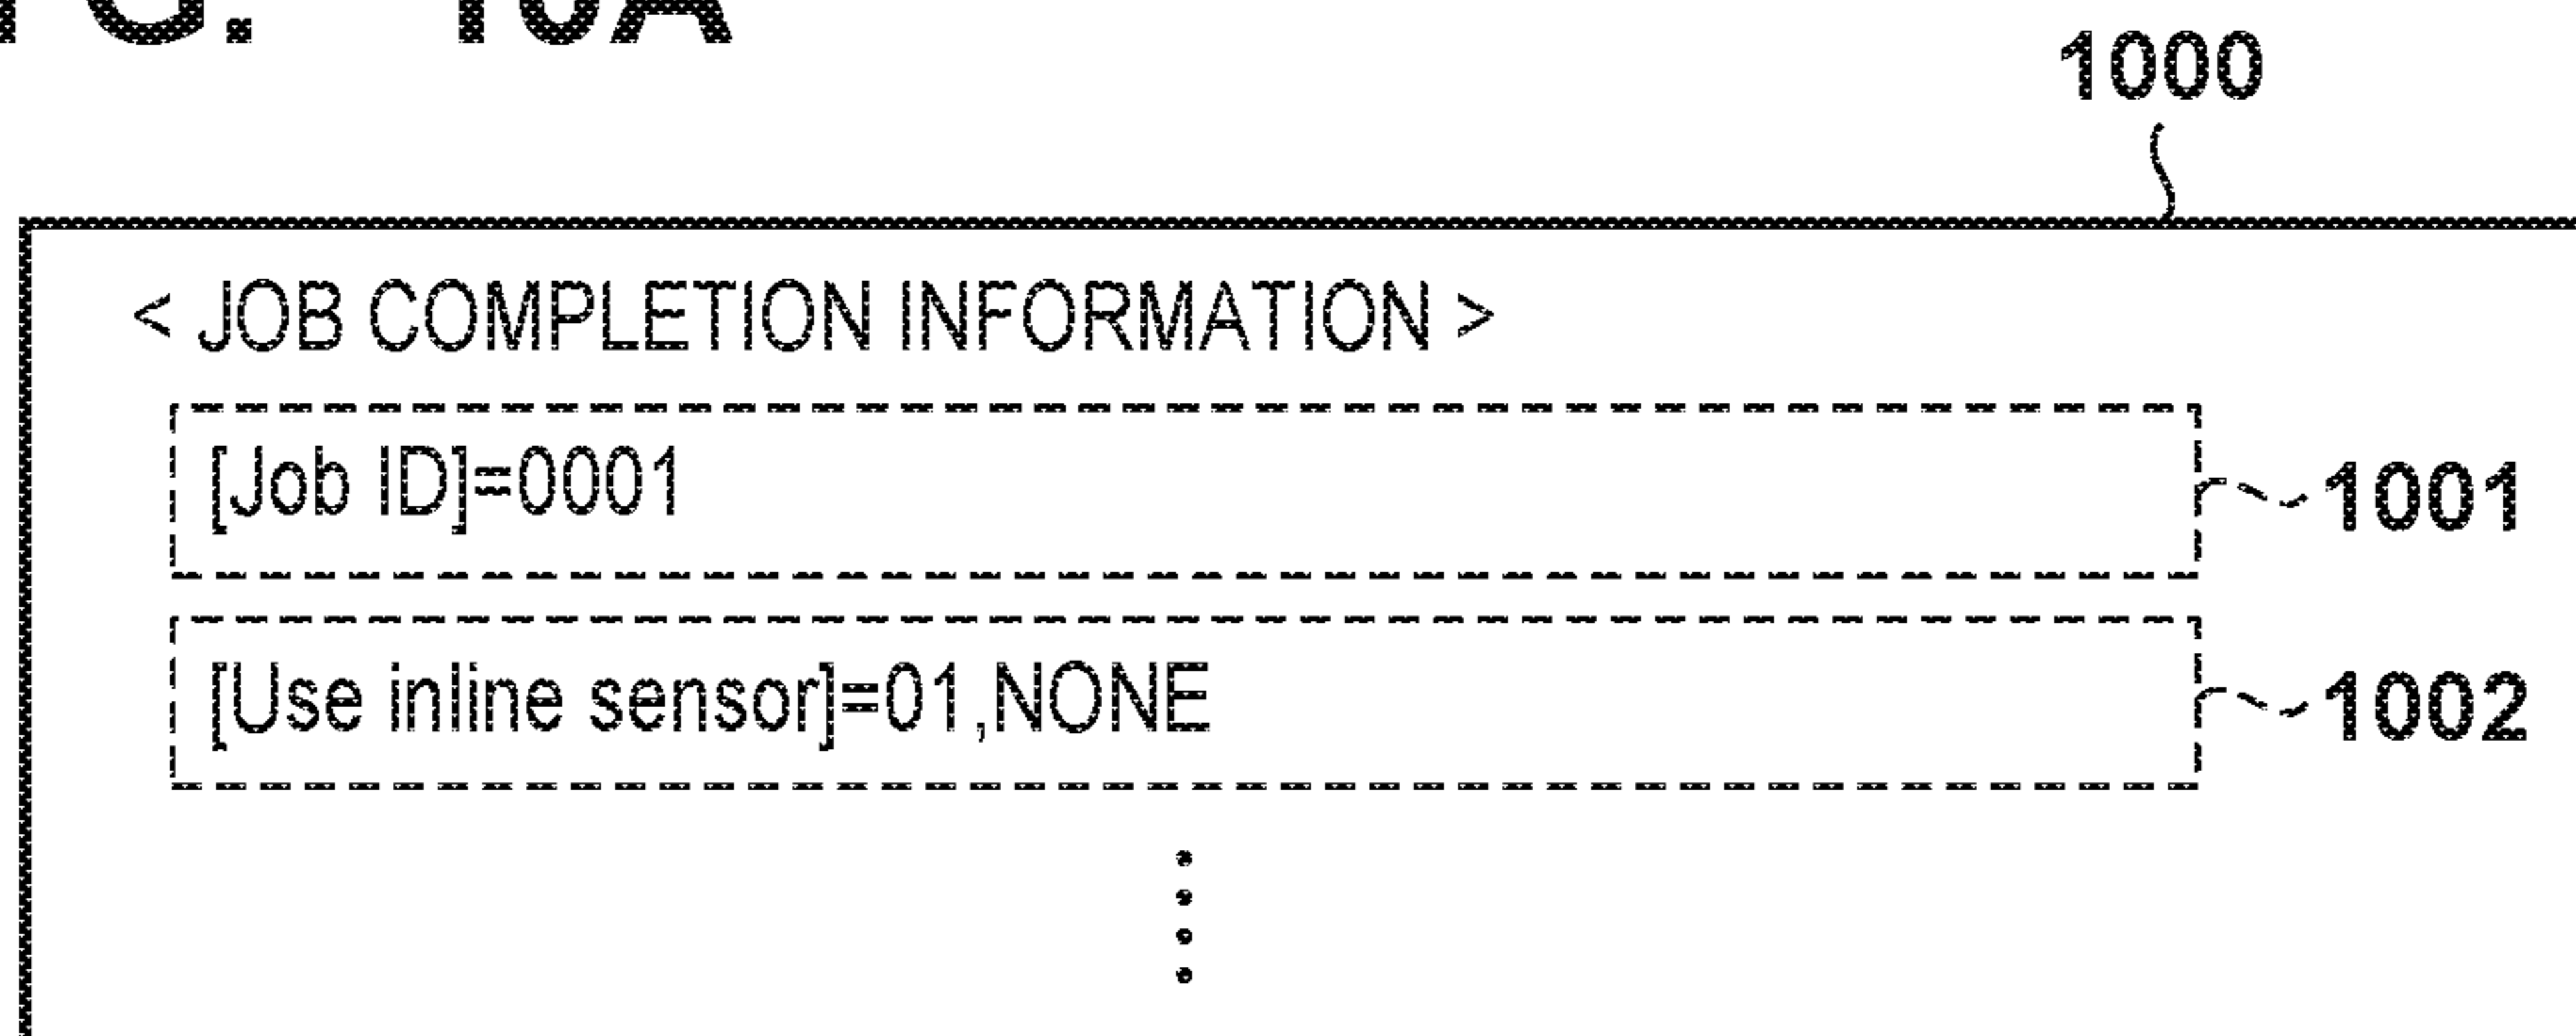 1000
< JOB COMPLETION INFORMATION >
[Job ID]=0001
1001
[Use inline sensor]=01,NONE
1002